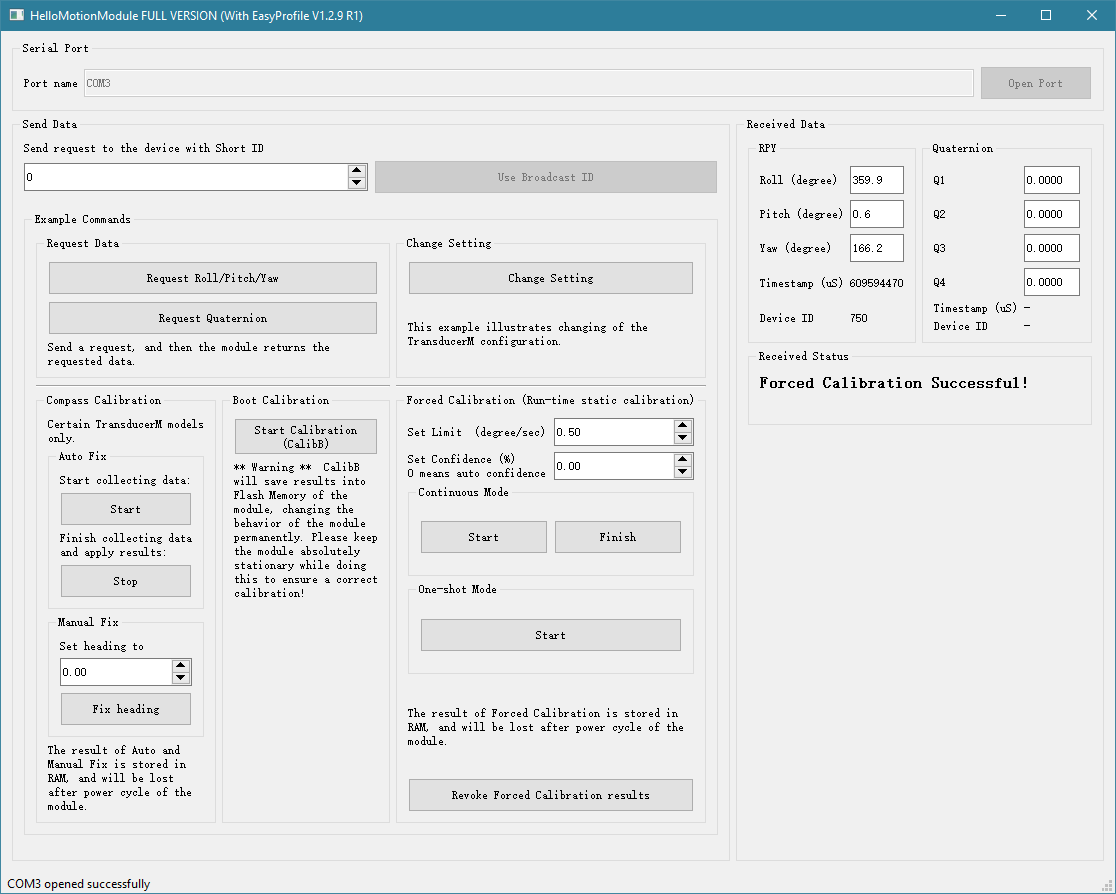 HelloMotionModule FULL VERSION (With EasyProfile V1.2.9 R1)
Serial Port
Port name COM3 Open Port
Send Data
Send request to the device with Short ID
0 Use Broadcast ID
Example Commands
Request Data
Request Roll/Pitch/Yaw
Request Quaternion
Send a request, and then the module returns the
requested data.
Change Setting
Change Setting
This example illustrates changing of the
TransducerM configuration.
Compass Calibration
Certain TransducerM models
only.
Auto Fix
Start collecting data:
Start
Finish collecting data
and apply results:
Stop
Manual Fix
Set heading to
0.00
Fix heading
The result of Auto and
Manual Fix is stored in
RAM, and will be lost
after power cycle of the
module.
Boot Calibration
Start Calibration
(CalibB)
** Warning ** CalibB
will save results into
Flash Memory of the
module, changing the
behavior of the module
permanently. Please keep
the module absolutely
stationary while doing
this to ensure a correct
calibration!
Forced Calibration (Run-time static calibration)
Set Limit (degree/sec) 0.50
Set Confidence (%)
0 means auto confidence 0.00
Continuous Mode
Start Finish
One-shot Mode
Start
The result of Forced Calibration is stored in
RAM, and will be lost after power cycle of the
module.
Revoke Forced Calibration results
Received Data
RPY
Roll (degree) 359.9
Pitch (degree) 0.6
Yaw (degree) 166.2
Timestamp (uS) 609594470
Device ID 750
Quaternion
Q1 0.0000
Q2 0.0000
Q3 0.0000
Q4 0.0000
Timestamp (uS) -
Device ID -
Received Status
Forced Calibration Successful!
COM3 opened successfully